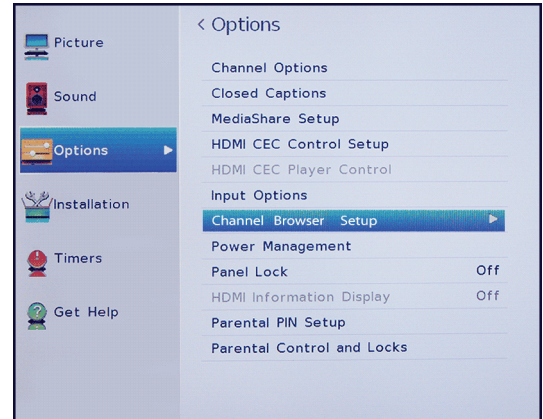 Picture
Sound
Options
Installation
Timers
Get Help
< Options
Channel Options
Closed Captions
MediaShare Setup
HDMI CEC Control Setup
HDMI CEC Player Control
Input Options
Channel Browser Setup
Power Management
Panel Lock Off
HDMI Information Display Off
Parental PIN Setup
Parental Control and Locks